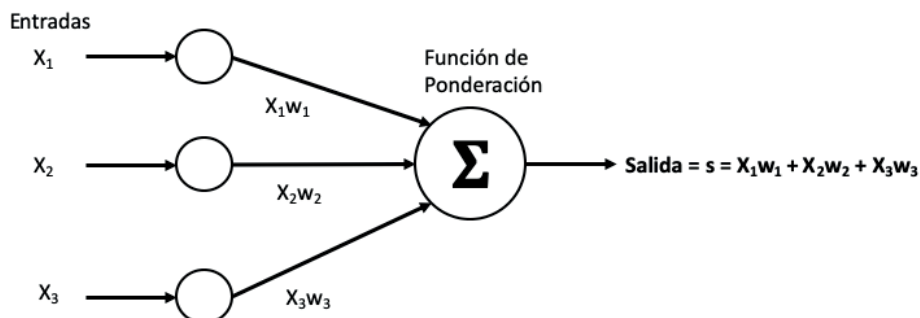 Entradas
X₁
X₁w₁
Función de
Ponderación
X₂
X₂w₂
Σ
Salida = s = X₁w₁ + X₂w₂ + X₃w₃
X₃
X₃w₃